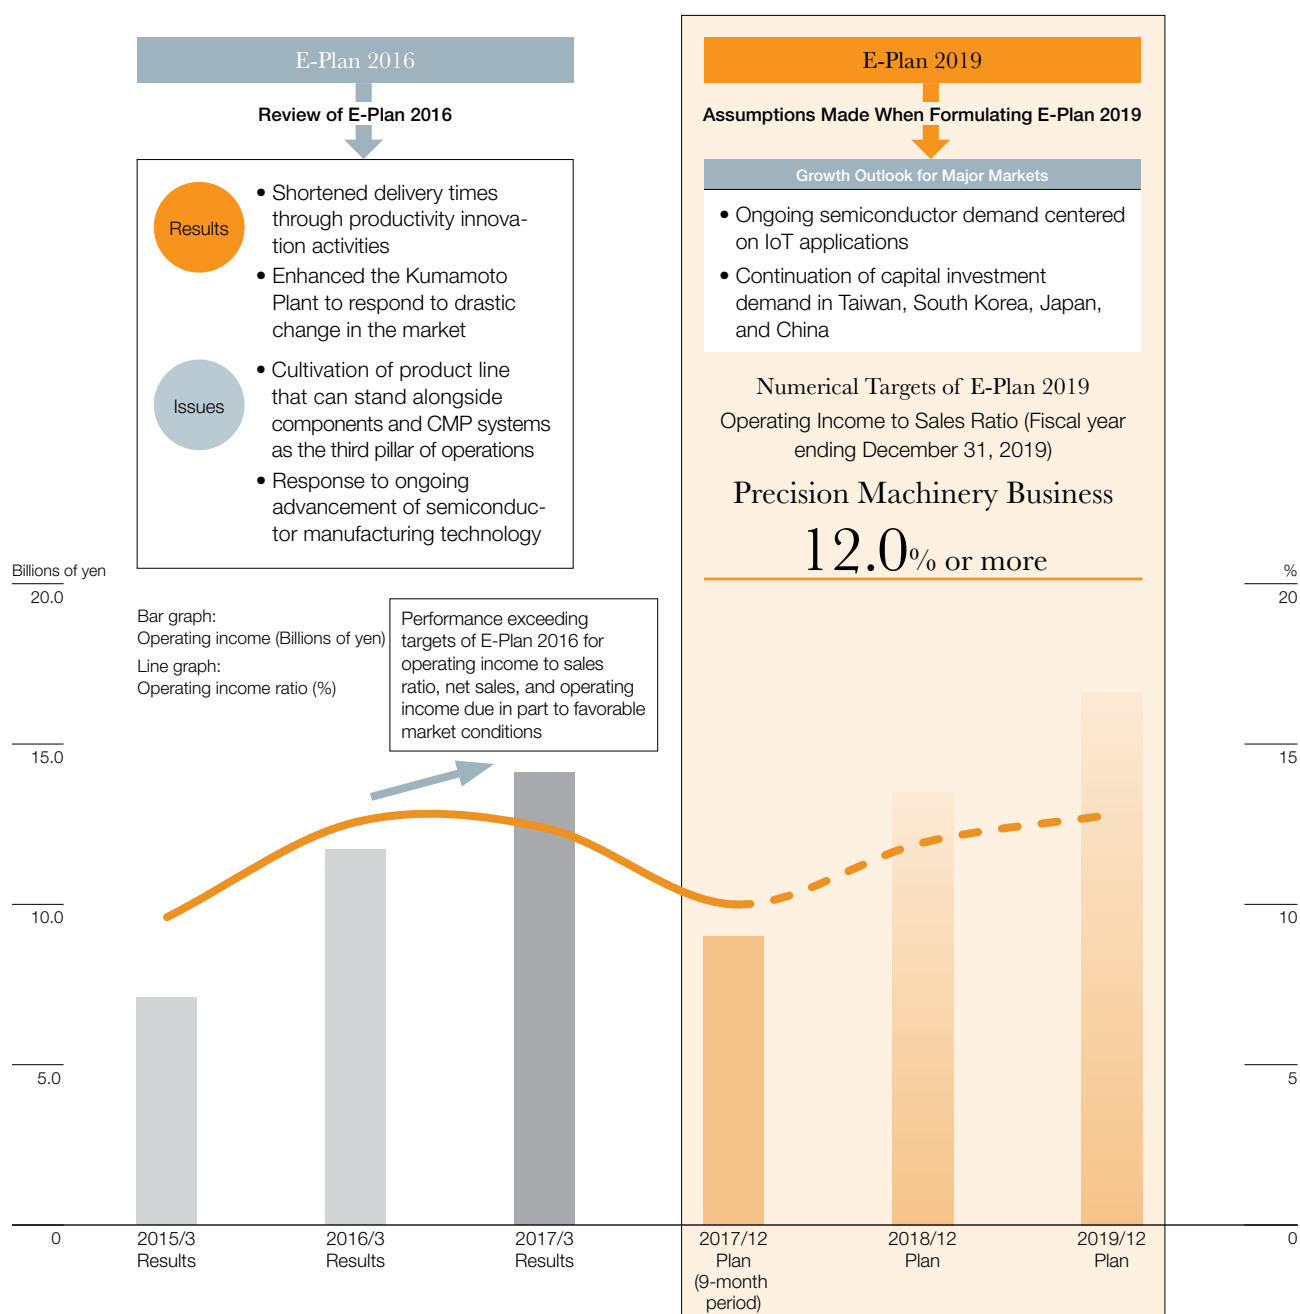 E-Plan 2016
Review of E-Plan 2016
Results
• Shortened delivery times
through productivity innova-
tion activities
• Enhanced the Kumamoto
Plant to respond to drastic
change in the market
Issues
• Cultivation of product line
that can stand alongside
components and CMP systems
as the third pillar of operations
• Response to ongoing
advancement of semiconduc-
tor manufacturing technology
E-Plan 2019
Assumptions Made When Formulating E-Plan 2019
Growth Outlook for Major Markets
• Ongoing semiconductor demand centered
on IoT applications
• Continuation of capital investment
demand in Taiwan, South Korea, Japan,
and China
Numerical Targets of E-Plan 2019
Operating Income to Sales Ratio (Fiscal year
ending December 31, 2019)
Precision Machinery Business
12.0% or more
Billions of yen
20.0
15.0
10.0
5.0
0
Bar graph:
Operating income (Billions of yen)
Line graph:
Operating income ratio (%)
Performance exceeding
targets of E-Plan 2016 for
operating income to sales
ratio, net sales, and operating
income due in part to favorable
market conditions
%
20
15
10
5
0
2015/3
Results
2016/3
Results
2017/3
Results
2017/12
Plan
(9-month
period)
2018/12
Plan
2019/12
Plan